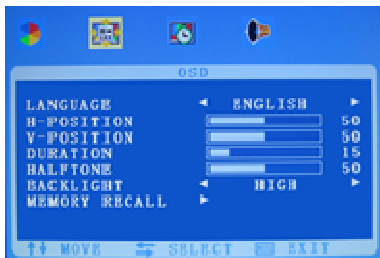 OSD
LANGUAGE ENGLISH
H-POSITION 50
V-POSITION 50
DURATION 15
HALFTONE 50
BACKLIGHT HIGH
MEMORY RECALL
MOVE SELECT EXIT